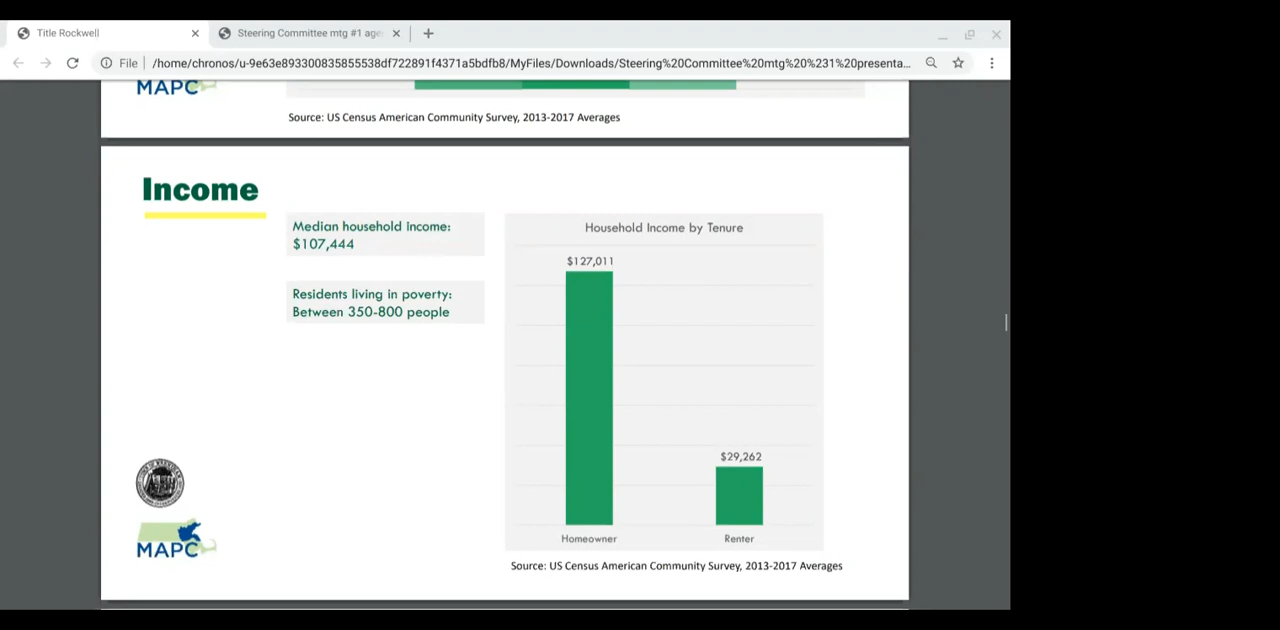 Title Rockwell
Steering Committee mtg #1 age
File
/home/chronos/u-9e63e893300835855538df722891f4371a5bdfb8/MyFiles/Downloads/Steering%20Committee%20mtg%20%231%20presenta...
MAPC
Source: US Census American Community Survey, 2013-2017 Averages
Income
Median household income:
$107,444
Residents living in poverty:
Between 350-800 people
Household Income by Tenure
$127,011
$29,262
Homeowner
Renter
Source: US Census American Community Survey, 2013-2017 Averages
MAPC